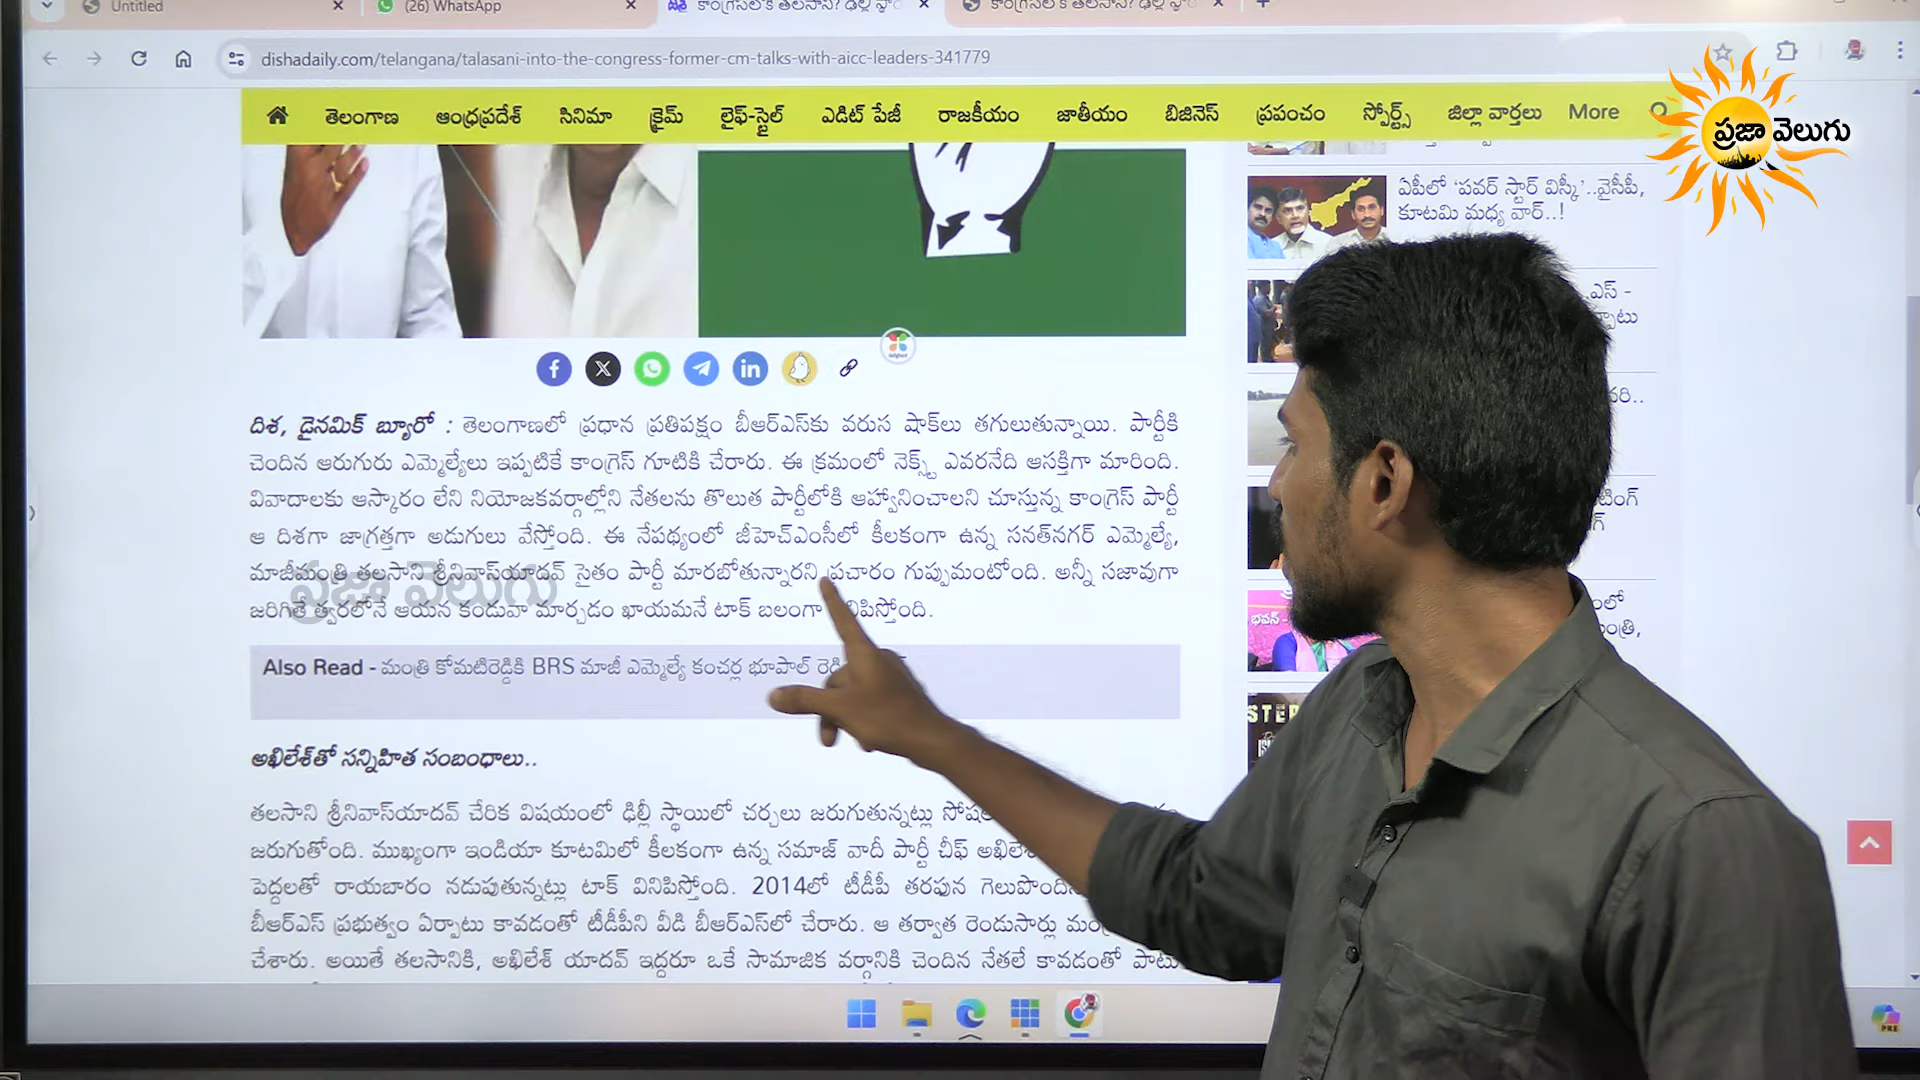 Untitled
(26) WhatsApp
dishadaily.com/telangana/talasani-into-the-congress-former-cm-talks-with-aicc-leaders-341779
తెలంగాణ ఆంధ్రప్రదేశ్ సినిమా క్రైమ్ లైఫ్-స్టైల్ ఎడిట్ పేజీ రాజకీయం జాతీయం బిజినెస్ ప్రపంచం స్పోర్ట్స్ జిల్లా వార్తలు More
ప్రజా వెలుగు
ఏపీలో ‘పవర్ స్టార్ విస్కీ’..వైసీపీ,
కూటమి మధ్య వార్..!
దిశ, డైనమిక్ బ్యూరో : తెలంగాణలో ప్రధాన ప్రతిపక్షం బీఆర్ఎస్‌కు వరుస షాక్‌లు తగులుతున్నాయి. పార్టీకి
చెందిన ఆరుగురు ఎమ్మెల్యేలు ఇప్పటికే కాంగ్రెస్ గూటికి చేరారు. ఈ క్రమంలో నెక్స్ట్ ఎవరనేది ఆసక్తిగా మారింది.
వివాదాలకు ఆస్కారం లేని నియోజకవర్గాల్లోని నేతలను తొలుత పార్టీలోకి ఆహ్వానించాలని చూస్తున్న కాంగ్రెస్ పార్టీ
ఆ దిశగా జాగ్రత్తగా అడుగులు వేస్తోంది. ఈ నేపథ్యంలో జీహెచ్ఎంసీలో కీలకంగా ఉన్న సనత్‌నగర్ ఎమ్మెల్యే,
మాజీమంత్రి తలసాని శ్రీనివాస్‌యాదవ్ సైతం పార్టీ మారబోతున్నారని ప్రచారం గుప్పుమంటోంది. అన్నీ సజావుగా
జరిగితే త్వరలోనే ఆయన కండువా మార్చడం ఖాయమనే టాక్ బలంగా
ప్రజా వెలుగు
Also Read - మంత్రి కోమటిరెడ్డికి BRS మాజీ ఎమ్మెల్యే కంచర్ల భూపాల్
భవన్
అఖిలేశ్‌తో సన్నిహిత సంబంధాలు..
తలసాని శ్రీనివాస్‌యాదవ్ చేరిక విషయంలో ఢిల్లీ స్థాయిలో చర్చలు జరుగుతున్నట్లు
జరుగుతోంది. ముఖ్యంగా ఇండియా కూటమిలో కీలకంగా ఉన్న సమాజ్ వాదీ పార్టీ చీఫ్
పెద్దలతో రాయబారం నడుపుతున్నట్లు టాక్ వినిపిస్తోంది. 2014లో టీడీపీ తరఫున
బీఆర్ఎస్ ప్రభుత్వం ఏర్పాటు కావడంతో టీడీపీని వీడి బీఆర్ఎస్‌లో చేరారు. ఆ తర్వాత రెండుసార్లు
చేశారు. అయితే తలసానికి, అఖిలేశ్ యాదవ్ ఇద్దరూ ఒకే సామాజిక వర్గానికి చెందిన నేతలే కావడంతో పాటు
PRE